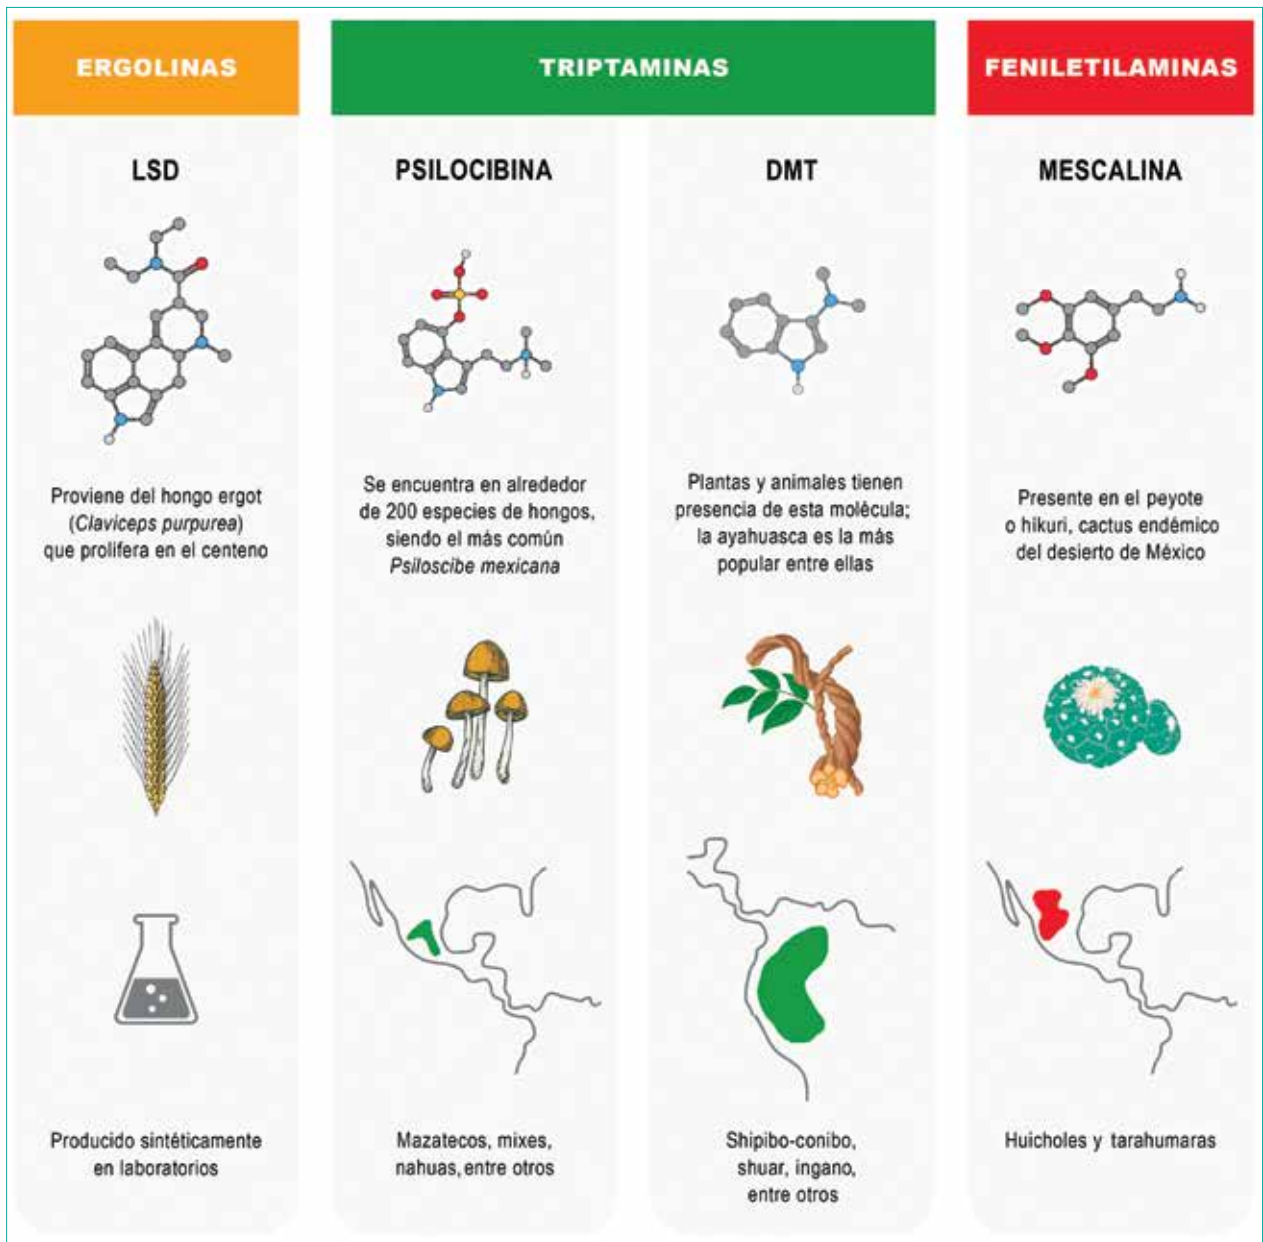 ERGOLINAS
TRIPTAMINAS
FENILETILAMINAS
LSD
Proviene del hongo ergot
(Claviceps purpurea)
que prolifera en el centeno
Producido sintéticamente
en laboratorios
PSILOCIBINA
Se encuentra en alrededor
de 200 especies de hongos,
siendo el más común
Psiloscibe mexicana
Mazatecos, mixes,
nahuas, entre otros
DMT
Plantas y animales tienen
presencia de esta molécula;
la ayahuasca es la más
popular entre ellas
Shipibo-conibo,
shuar, ingano,
entre otros
MESCALINA
Presente en el peyote
o hikuri, cactus endémico
del desierto de México
Huicholes y tarahumaras